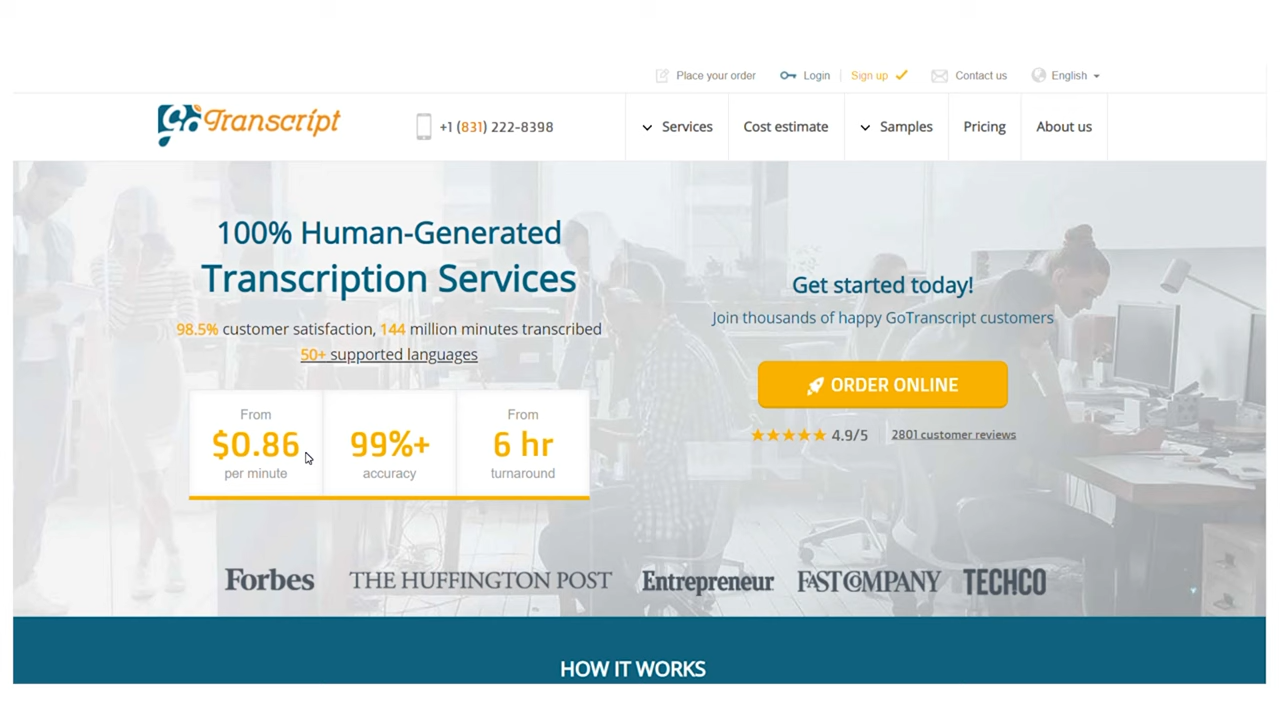 Place your order
Login
Sign up
Contact us
English
GoTranscript
+1 (831) 222-8398
Services
Cost estimate
Samples
Pricing
About us
100% Human-Generated
Transcription Services
98.5% customer satisfaction, 144 million minutes transcribed
50+ supported languages
From
$0.86
per minute
99%+
accuracy
From
6 hr
turnaround
Get started today!
Join thousands of happy GoTranscript customers
ORDER ONLINE
4.9/5
2801 customer reviews
Forbes
THE HUFFINGTON POST
Entrepreneur
FAST COMPANY
TECHCO
HOW IT WORKS